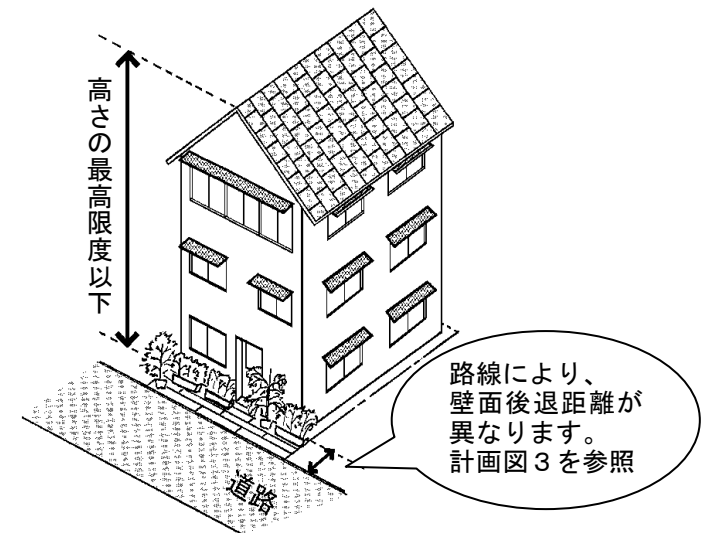 高さの最高限度以下
路線により、
壁面後退距離が
異なります。
計画図３を参照
道路